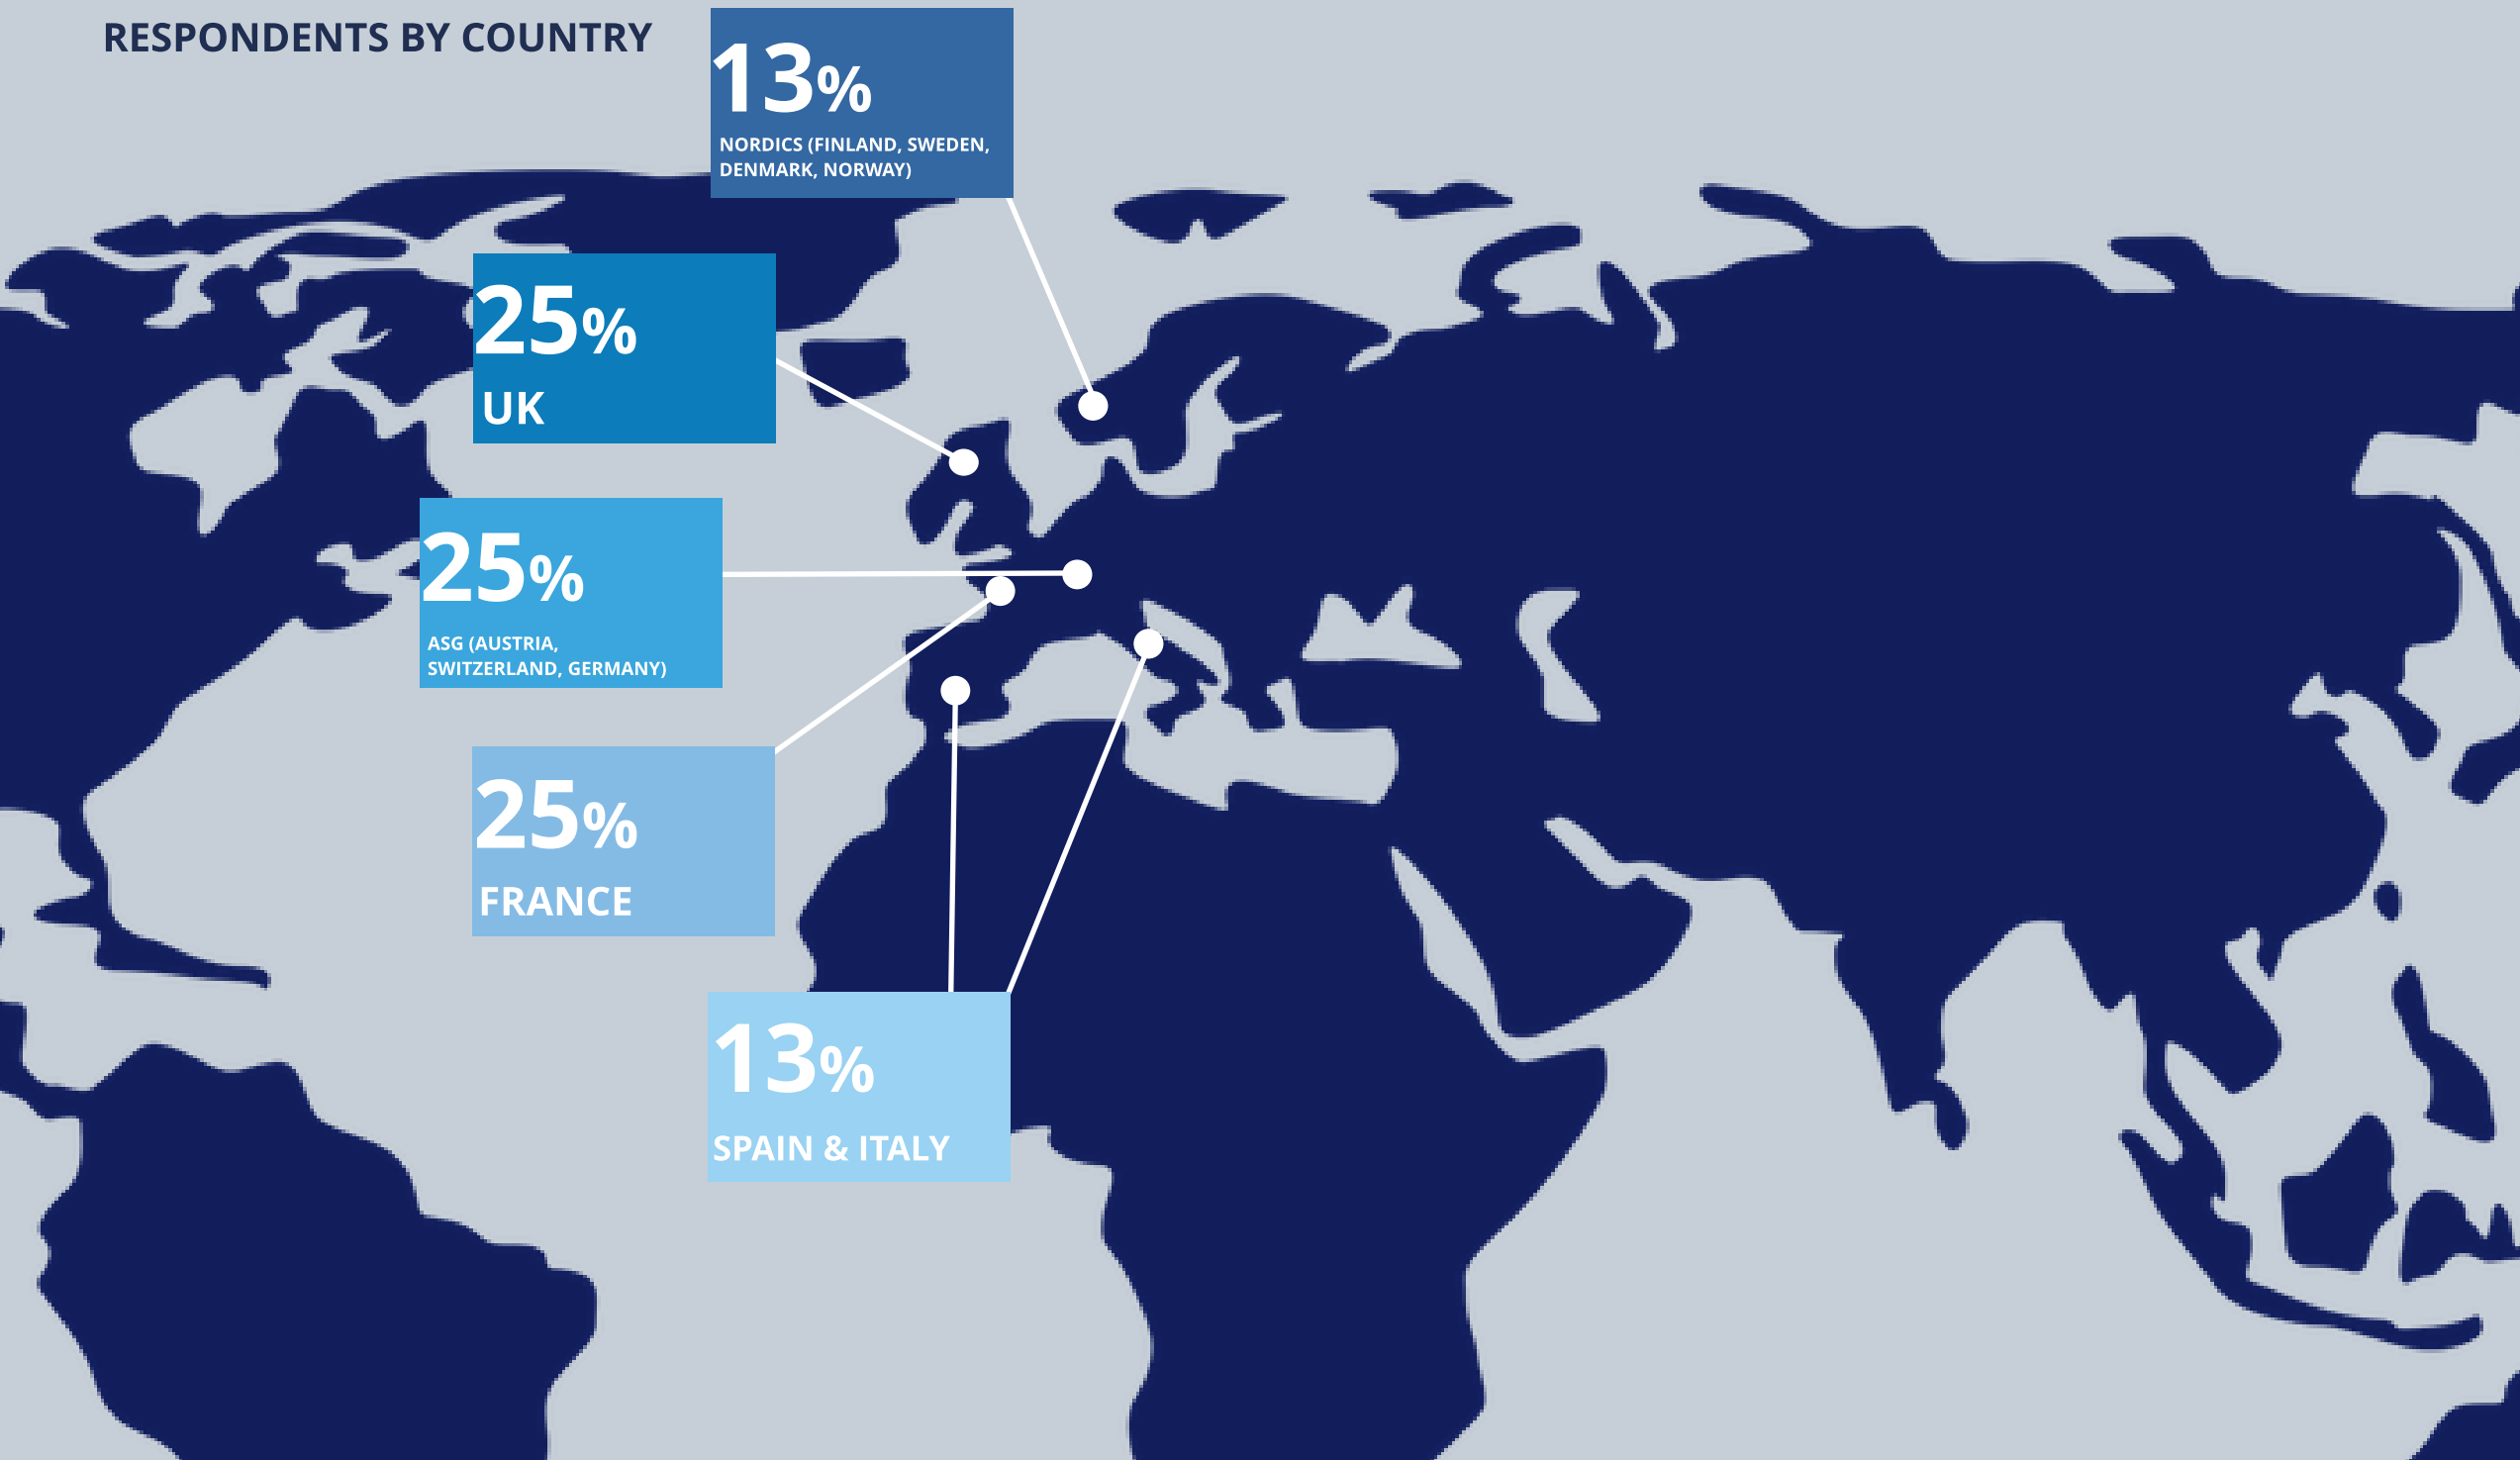 RESPONDENTS BY COUNTRY
13%
NORDICS (FINLAND, SWEDEN,
DENMARK, NORWAY)
25%
UK
25%
ASG (AUSTRIA,
SWITZERLAND, GERMANY)
25%
FRANCE
13%
SPAIN & ITALY